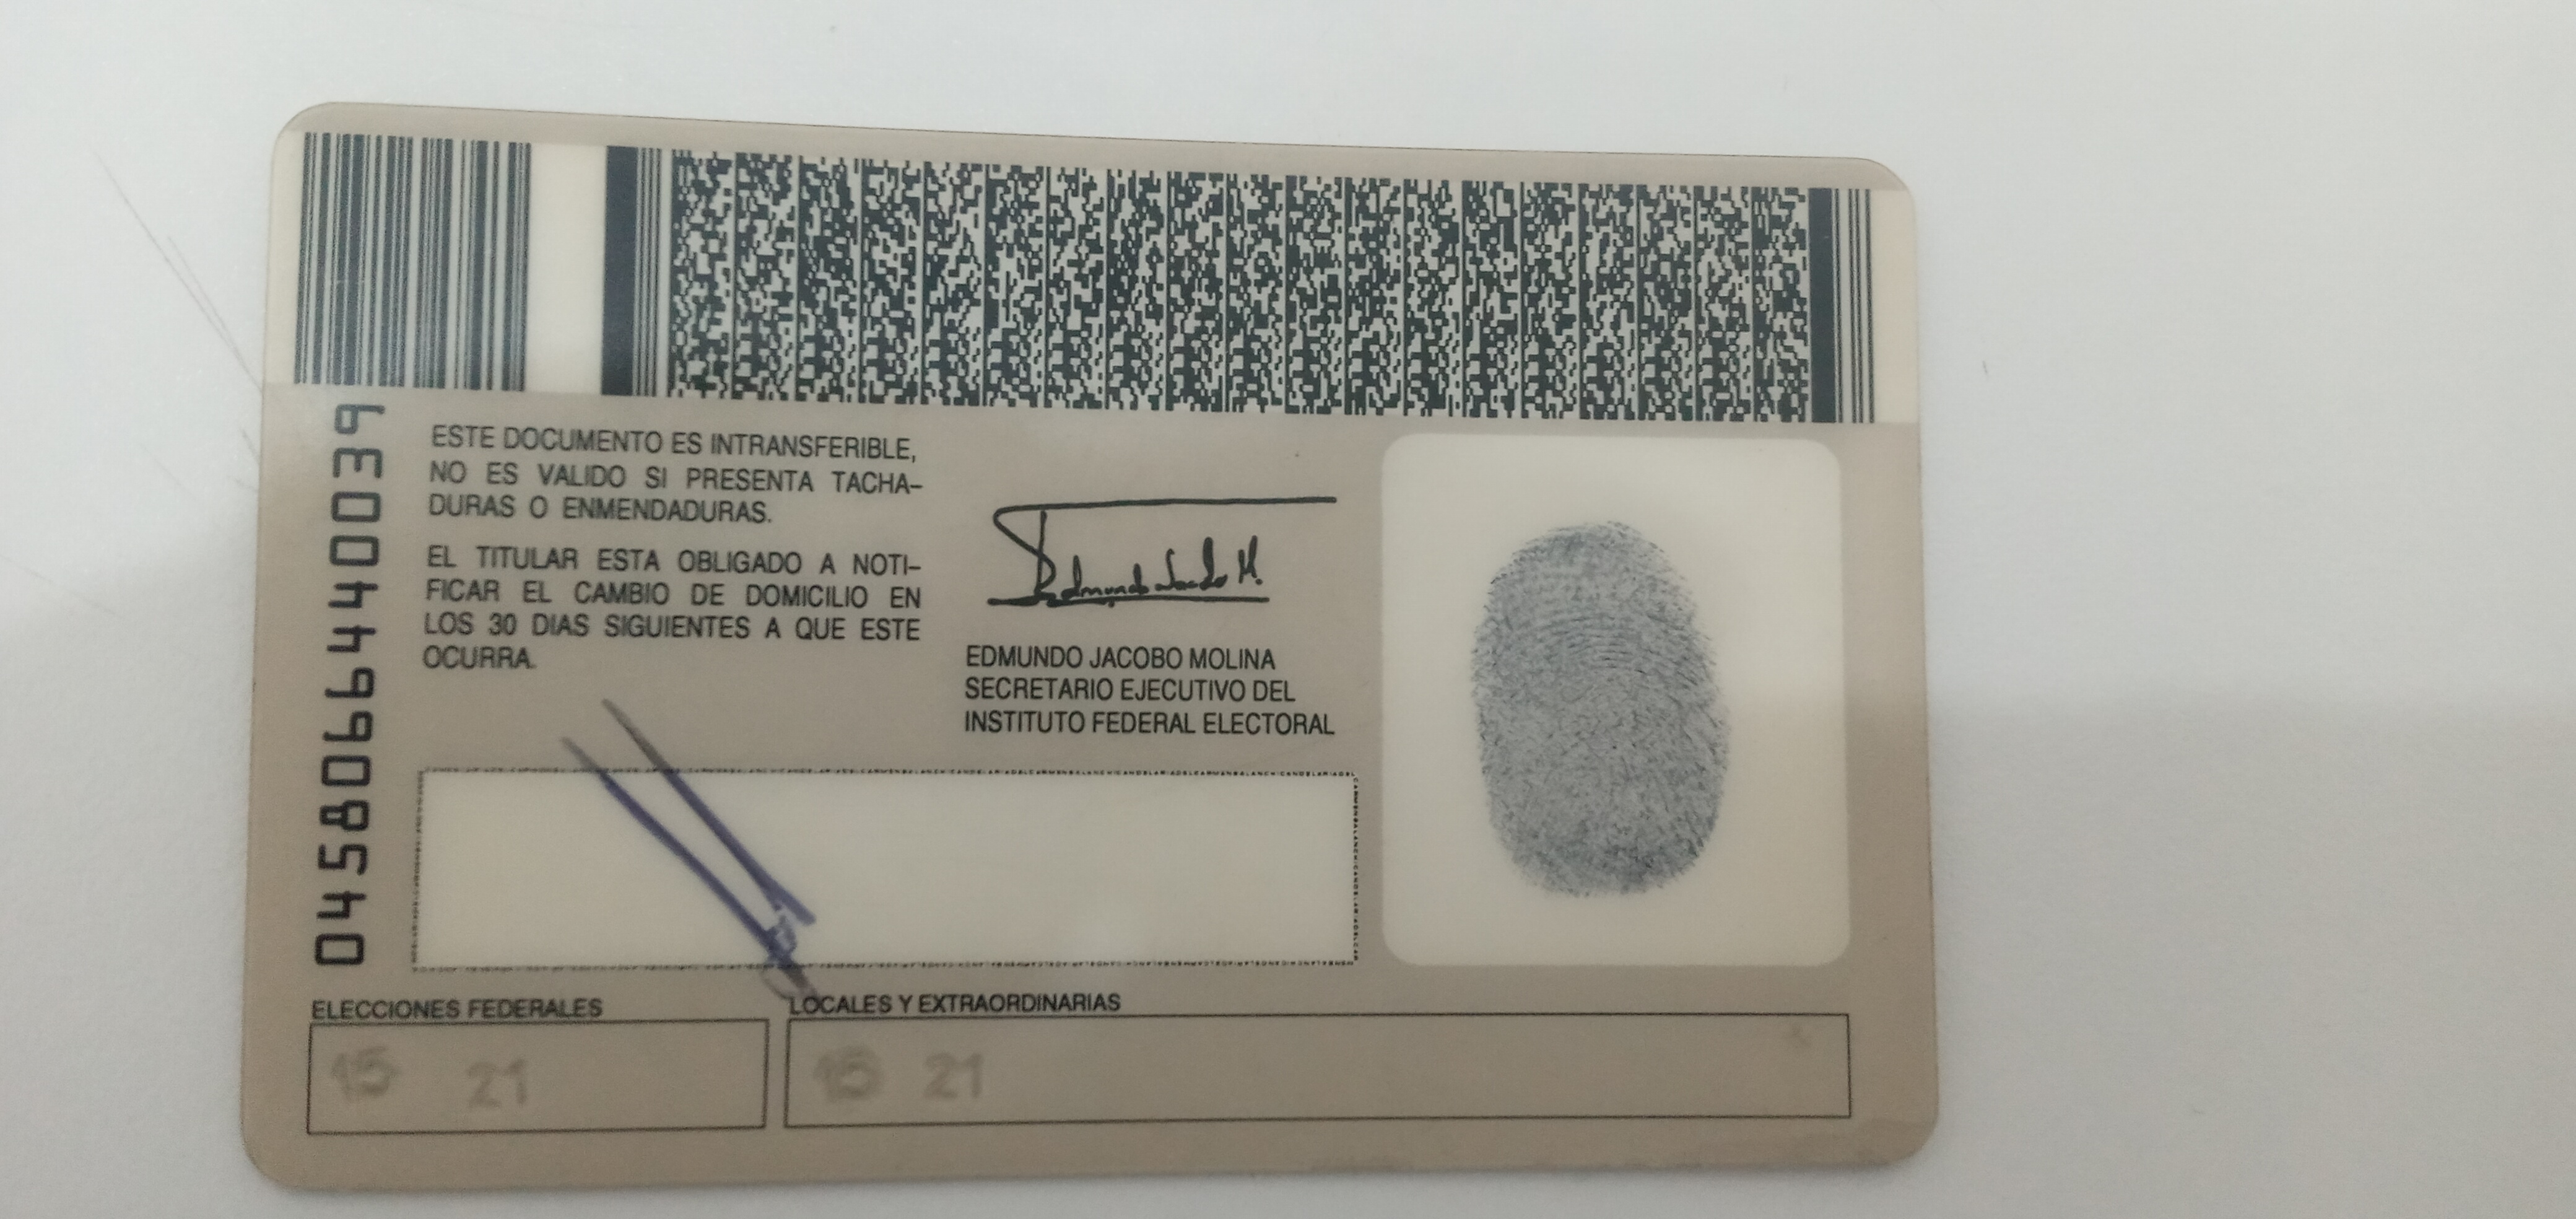 0458066440039
ESTE DOCUMENTO ES INTRANSFERIBLE,
NO ES VALIDO SI PRESENTA TACHA-
DURAS O ENMENDADURAS.
EL TITULAR ESTA OBLIGADO A NOTI-
FICAR EL CAMBIO DE DOMICILIO EN
LOS 30 DIAS SIGUIENTES A QUE ESTE
OCURRA.
Edmundo Jacobo M.
EDMUNDO JACOBO MOLINA
SECRETARIO EJECUTIVO DEL
INSTITUTO FEDERAL ELECTORAL
ELECCIONES FEDERALES
15 21
LOCALES Y EXTRAORDINARIAS
15 21